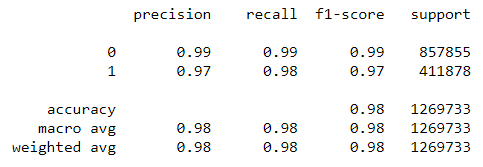 precision recall f1-score support
0 0.99 0.99 0.99 857855
1 0.97 0.98 0.97 411878
accuracy 0.98 1269733
macro avg 0.98 0.98 0.98 1269733
weighted avg 0.98 0.98 0.98 1269733